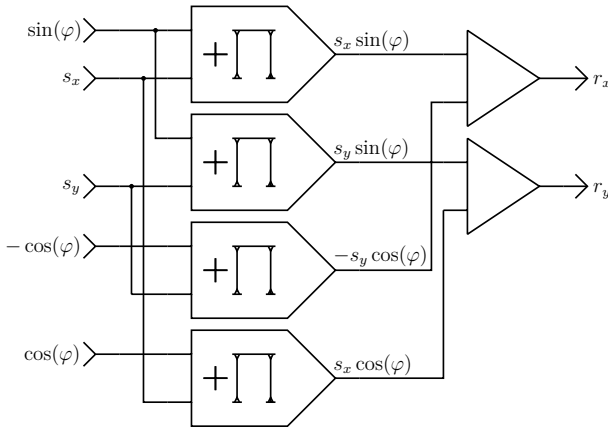 sin(φ)
s_x
s_y
− cos(φ)
cos(φ)
+∏
s_x sin(φ)
+∏
s_y sin(φ)
+∏
−s_y cos(φ)
+∏
s_x cos(φ)
r_x
r_y